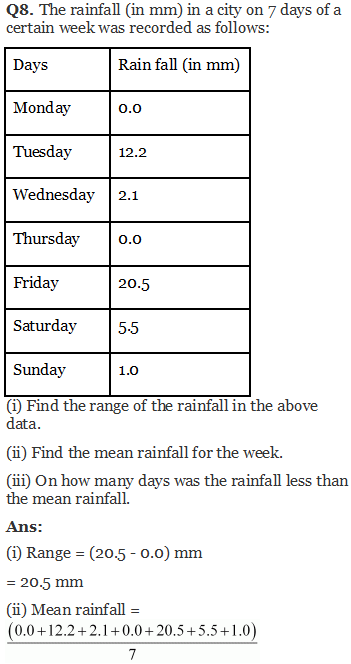 Q8. The rainfall (in mm) in a city on 7 days of a
certain week was recorded as follows:
Days Rain fall (in mm)
Monday 0.0
Tuesday 12.2
Wednesday 2.1
Thursday 0.0
Friday 20.5
Saturday 5.5
Sunday 1.0
(i) Find the range of the rainfall in the above
data.
(ii) Find the mean rainfall for the week.
(iii) On how many days was the rainfall less than
the mean rainfall.
Ans:
(i) Range = (20.5 - 0.0) mm
= 20.5 mm
(ii) Mean rainfall =
(0.0+12.2+2.1+0.0+20.5+5.5+1.0)
7